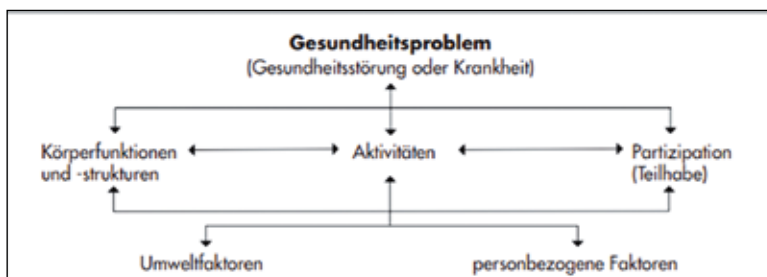 Gesundheitsproblem
(Gesundheitsstörung oder Krankheit)
Körperfunktionen
und -strukturen
Aktivitäten
Partizipation
(Teilhabe)
Umweltfaktoren
personbezogene Faktoren